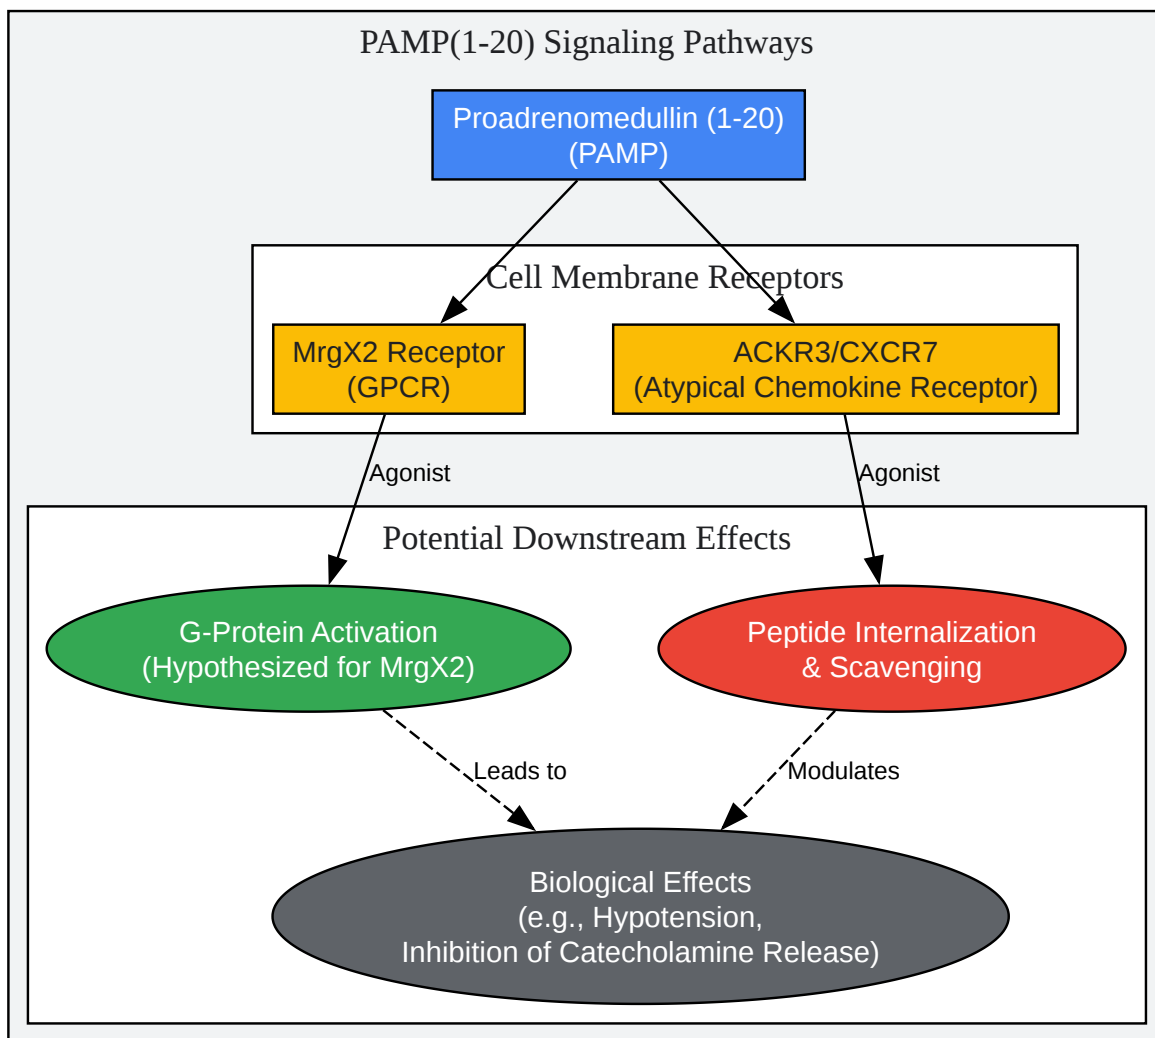 PAMP(1-20) Signaling Pathways
Proadrenomedullin (1-20)
(PAMP)
Cell Membrane Receptors
MrgX2 Receptor
(GPCR)
ACKR3/CXCR7
(Atypical Chemokine Receptor)
Agonist
Agonist
Potential Downstream Effects
G-Protein Activation
(Hypothesized for MrgX2)
Peptide Internalization
& Scavenging
Leads to
Modulates
Biological Effects
(e.g., Hypotension,
Inhibition of Catecholamine Release)